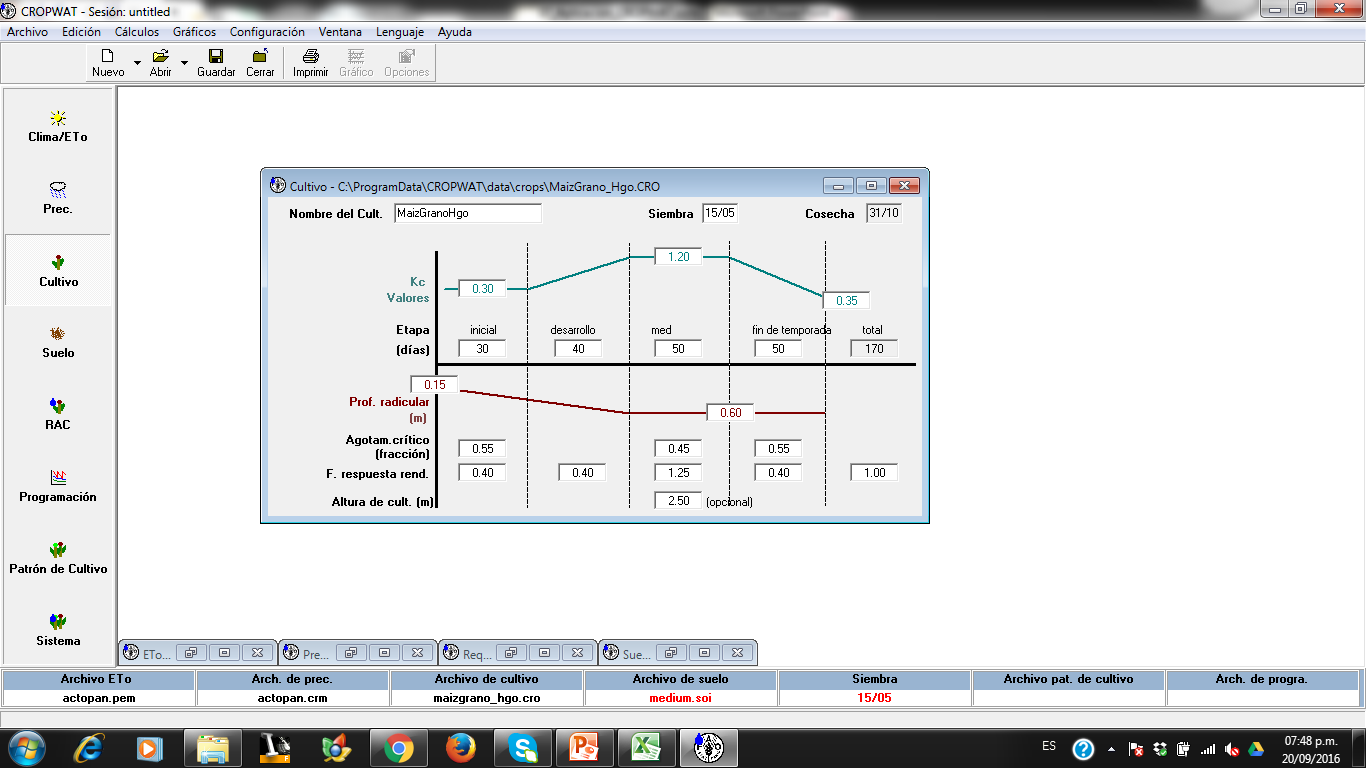 CROPWAT - Sesión: untitled
Archivo Edición Cálculos Gráficos Configuración Ventana Lenguaje Ayuda
Nuevo Abrir Guardar Cerrar Imprimir Gráfico Opciones
Clima/ETo
Prec.
Cultivo
Suelo
RAC
Programación
Patrón de Cultivo
Sistema
Cultivo - C:\ProgramData\CROPWAT\data\crops\MaizGrano_Hgo.CRO
Nombre del Cult. MaizGranoHgo Siembra 15/05 Cosecha 31/10
Kc
Valores
0.30 1.20 0.35
Etapa inicial desarrollo med fin de temporada total
(días) 30 40 50 50 170
0.15
Prof. radicular
(m)
0.60
Agotam.crítico
(fracción)
0.55 0.45 0.55
F. respuesta rend. 0.40 0.40 1.25 0.40 1.00
Altura de cult. (m) 2.50 (opcional)
ETo... Pre... Req... Sue...
Archivo ETo Arch. de prec. Archivo de cultivo Archivo de suelo Siembra Archivo pat. de cultivo Arch. de progra.
actopan.pem actopan.crm maizgrano_hgo.cro medium.soi 15/05
ES
07:48 p.m.
20/09/2016